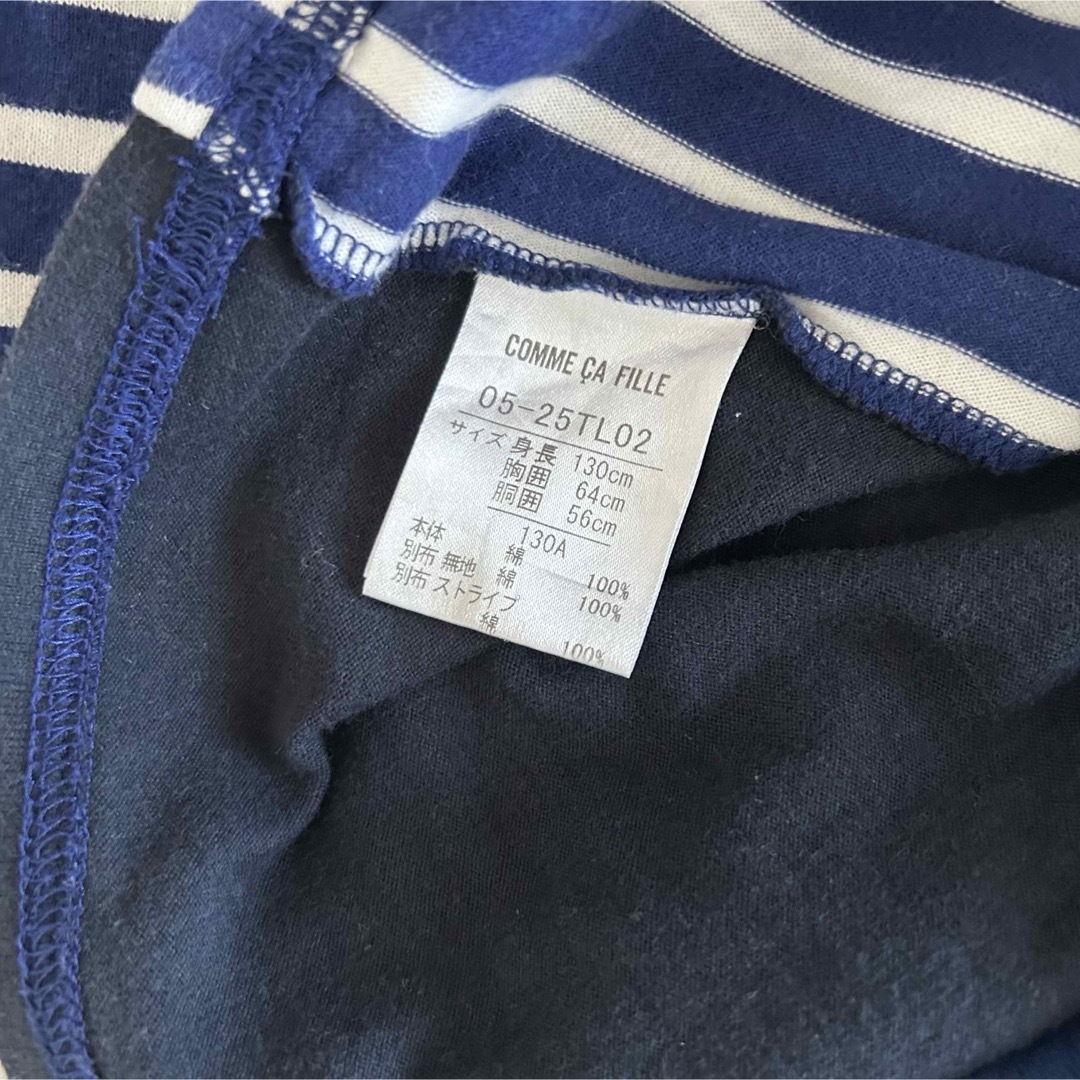 COMME ÇA FILLE
05-25TL02
サイズ 身長 130cm
胸囲 64cm
胴囲 56cm
130A
本体 綿 100%
別布 無地 綿 100%
別布 ストライプ
綿 100%